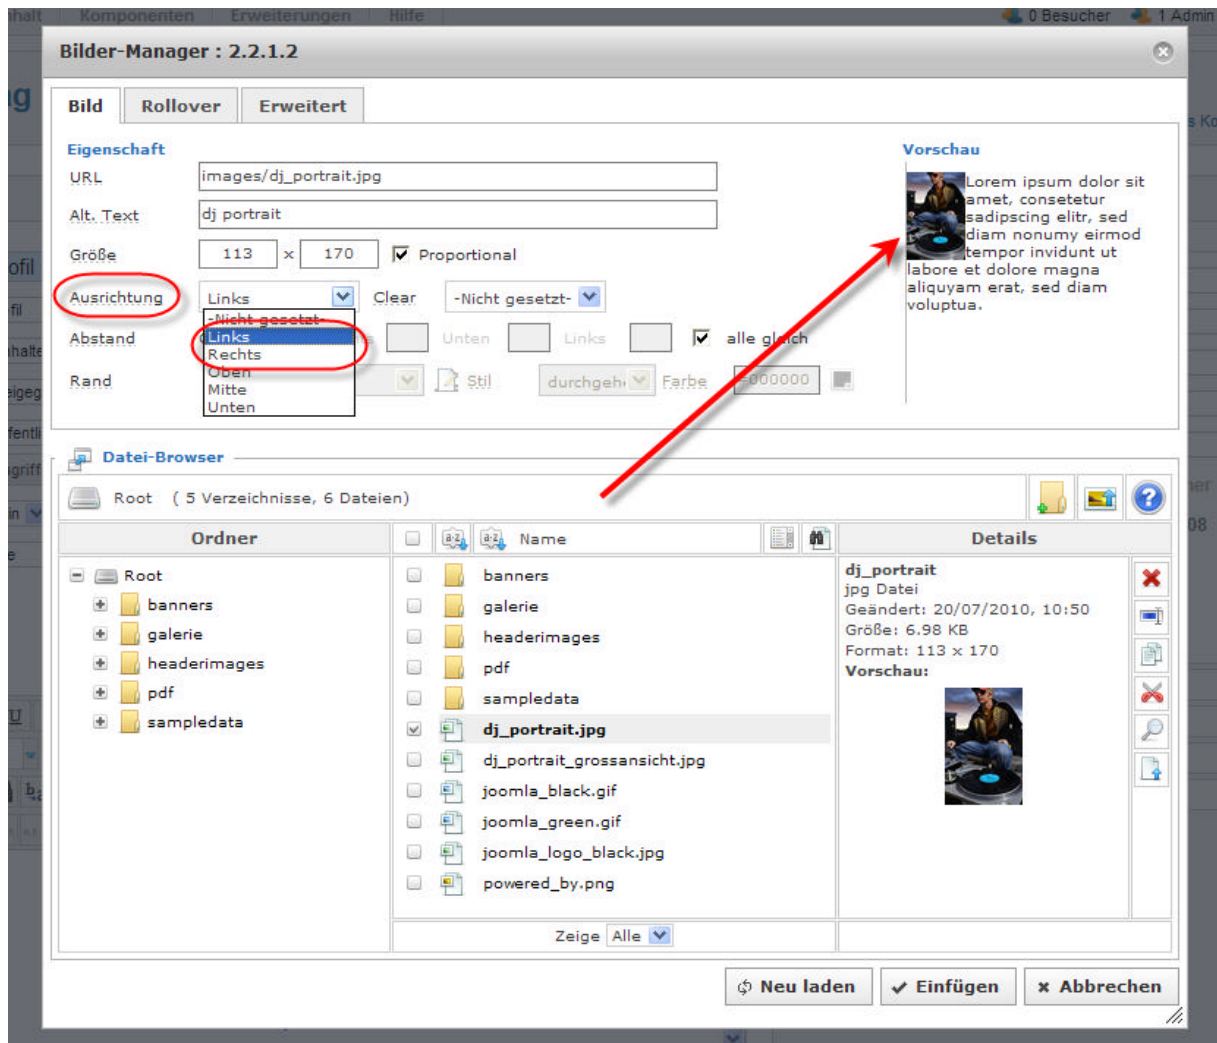 Komponenten Erweiterungen Hilfe 0 Besucher 1 Admin
Bilder-Manager : 2.2.1.2
Bild Rollover Erweitert
Eigenschaft
URL images/dj_portrait.jpg
Alt. Text dj portrait
Größe 113 x 170 Proportional
Ausrichtung Links Clear -Nicht gesetzt-
-Nicht gesetzt-
Links
Rechts
Oben
Mitte
Unten
Abstand Unten Links alle gleich
Rand Stil durchgehe Farbe #000000
Vorschau
Lorem ipsum dolor sit
amet, consetetur
sadipscing elitr, sed
diam nonumy eirmod
tempor invidunt ut
labore et dolore magna
aliquyam erat, sed diam
voluptua.
Datei-Browser
Root ( 5 Verzeichnisse, 6 Dateien)
Ordner Name Details
Root
banners
galerie
headerimages
pdf
sampledata
banners
galerie
headerimages
pdf
sampledata
dj_portrait.jpg
dj_portrait_grossansicht.jpg
joomla_black.gif
joomla_green.gif
joomla_logo_black.jpg
powered_by.png
dj_portrait
jpg Datei
Geändert: 20/07/2010, 10:50
Größe: 6.98 KB
Format: 113 x 170
Vorschau:
Zeige Alle
Neu laden Einfügen Abbrechen